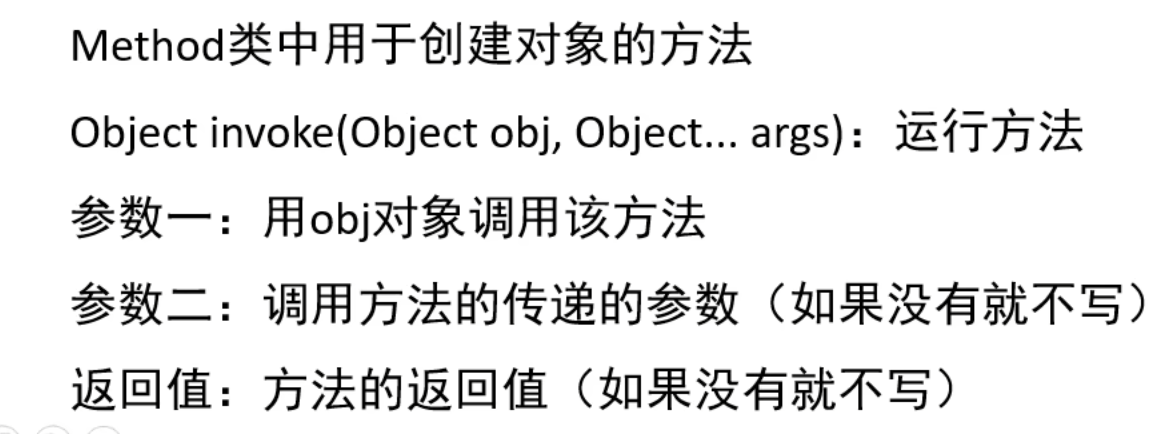 Method类中用于创建对象的方法
Object invoke(Object obj, Object... args)：运行方法
参数一：用obj对象调用该方法
参数二：调用方法的传递的参数（如果没有就不写）
返回值：方法的返回值（如果没有就不写）